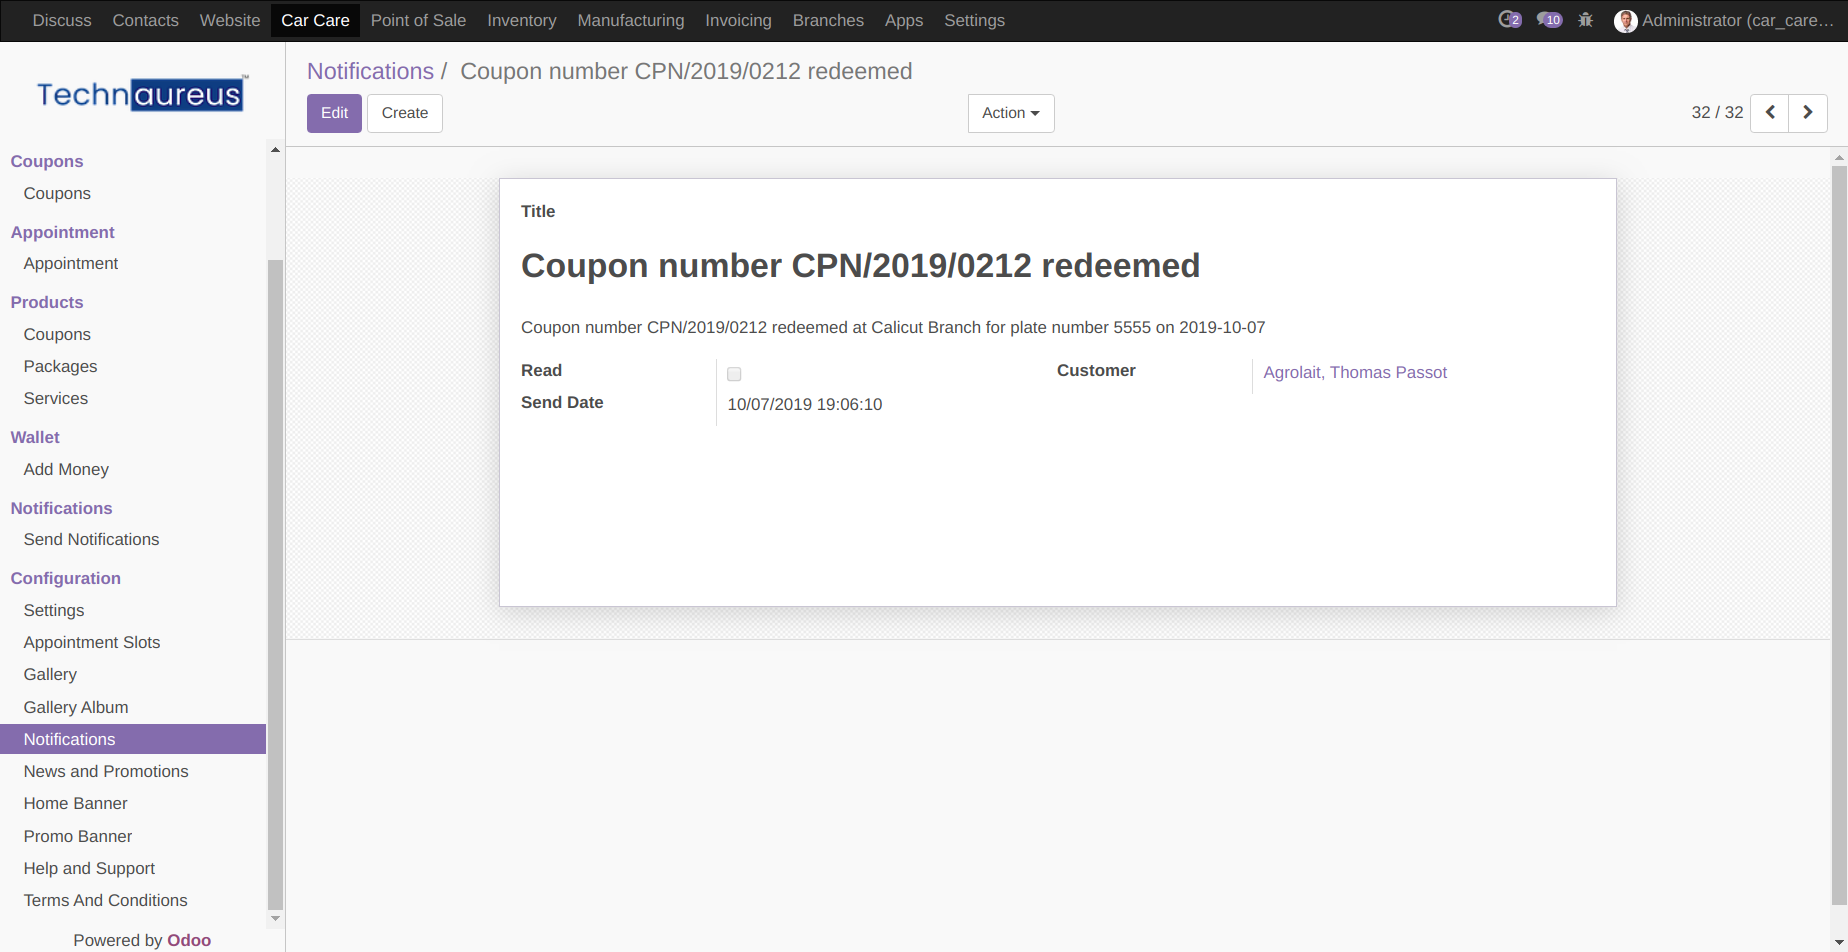 Discuss Contacts Website Car Care Point of Sale Inventory Manufacturing Invoicing Branches Apps Settings 2 10 Administrator (car_care...
Technaureus™
Notifications / Coupon number CPN/2019/0212 redeemed
Edit Create Action 32 / 32
Coupons
Coupons
Appointment
Appointment
Products
Coupons
Packages
Services
Wallet
Add Money
Notifications
Send Notifications
Configuration
Settings
Appointment Slots
Gallery
Gallery Album
Notifications
News and Promotions
Home Banner
Promo Banner
Help and Support
Terms And Conditions
Powered by Odoo
Title
Coupon number CPN/2019/0212 redeemed
Coupon number CPN/2019/0212 redeemed at Calicut Branch for plate number 5555 on 2019-10-07
Read Customer Agrolait, Thomas Passot
Send Date 10/07/2019 19:06:10